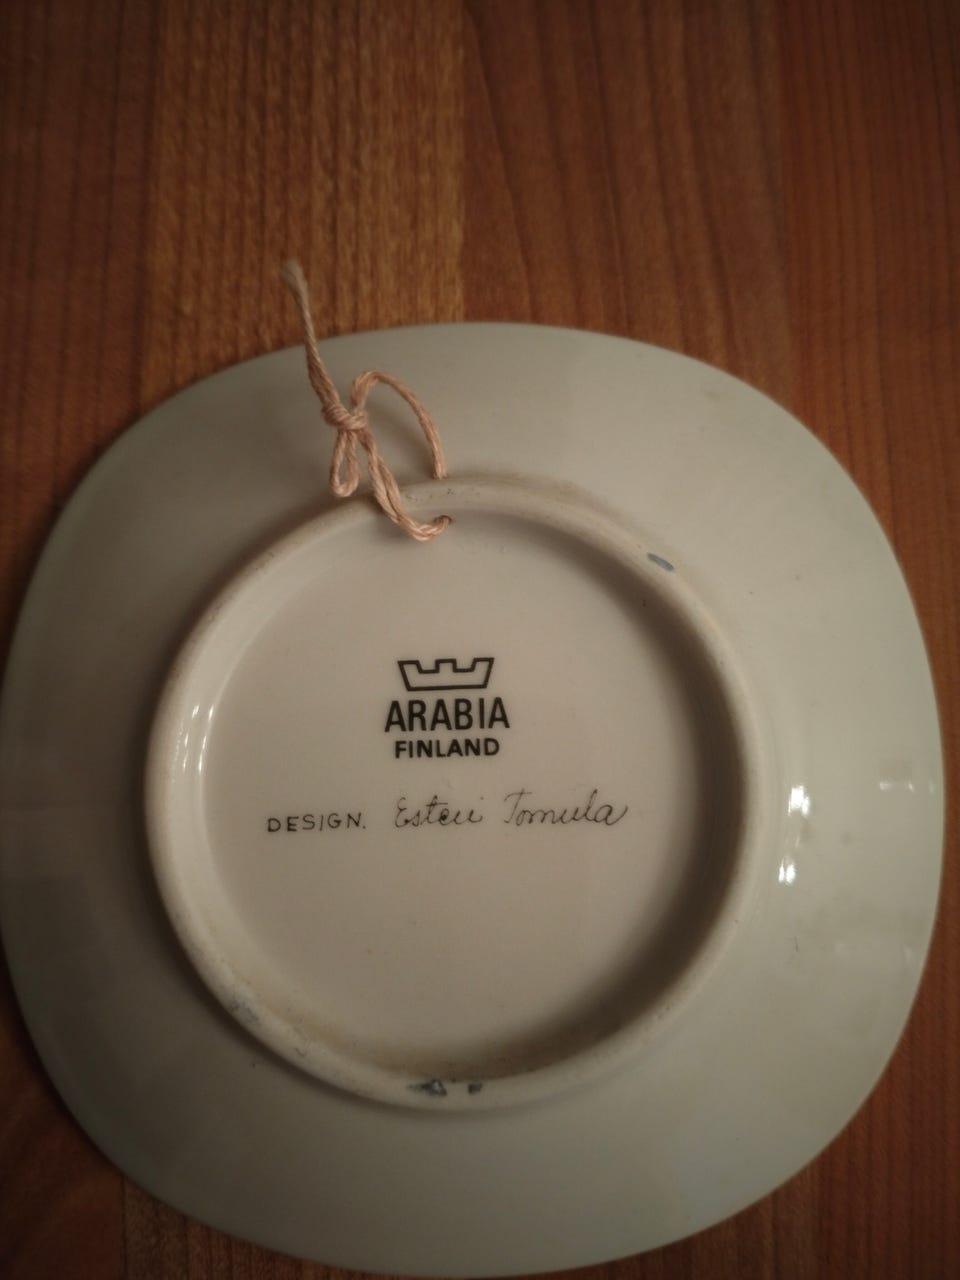 ARABIA
FINLAND
DESIGN. Esteri Tomula